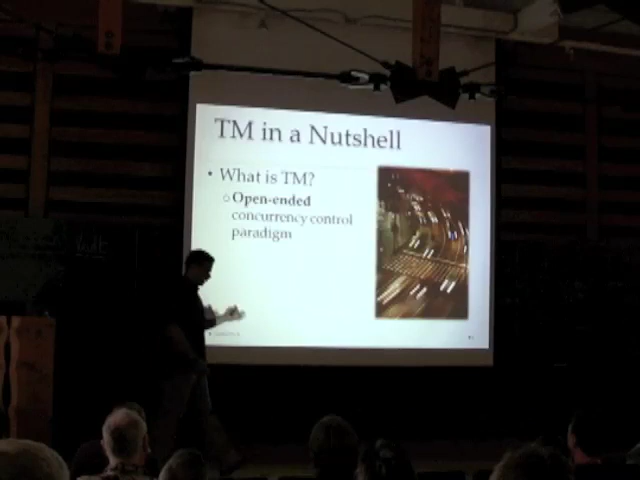 TM in a Nutshell
• What is TM?
○ Open-ended
concurrency control
paradigm